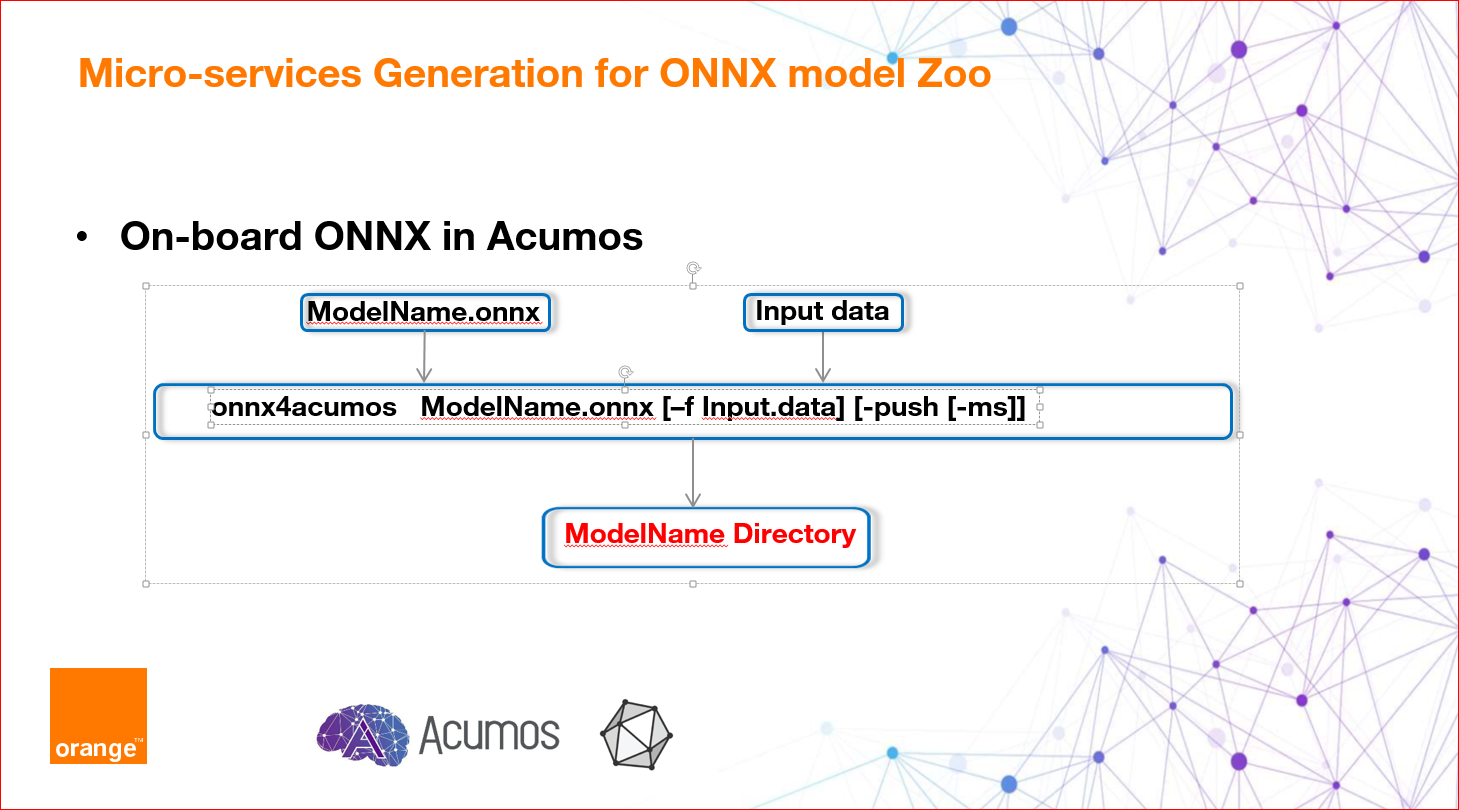 Micro-services Generation for ONNX model Zoo
• On-board ONNX in Acumos
ModelName.onnx
Input data
onnx4acumos ModelName.onnx [–f Input.data] [-push [-ms]]
ModelName Directory
orange™
Acumos